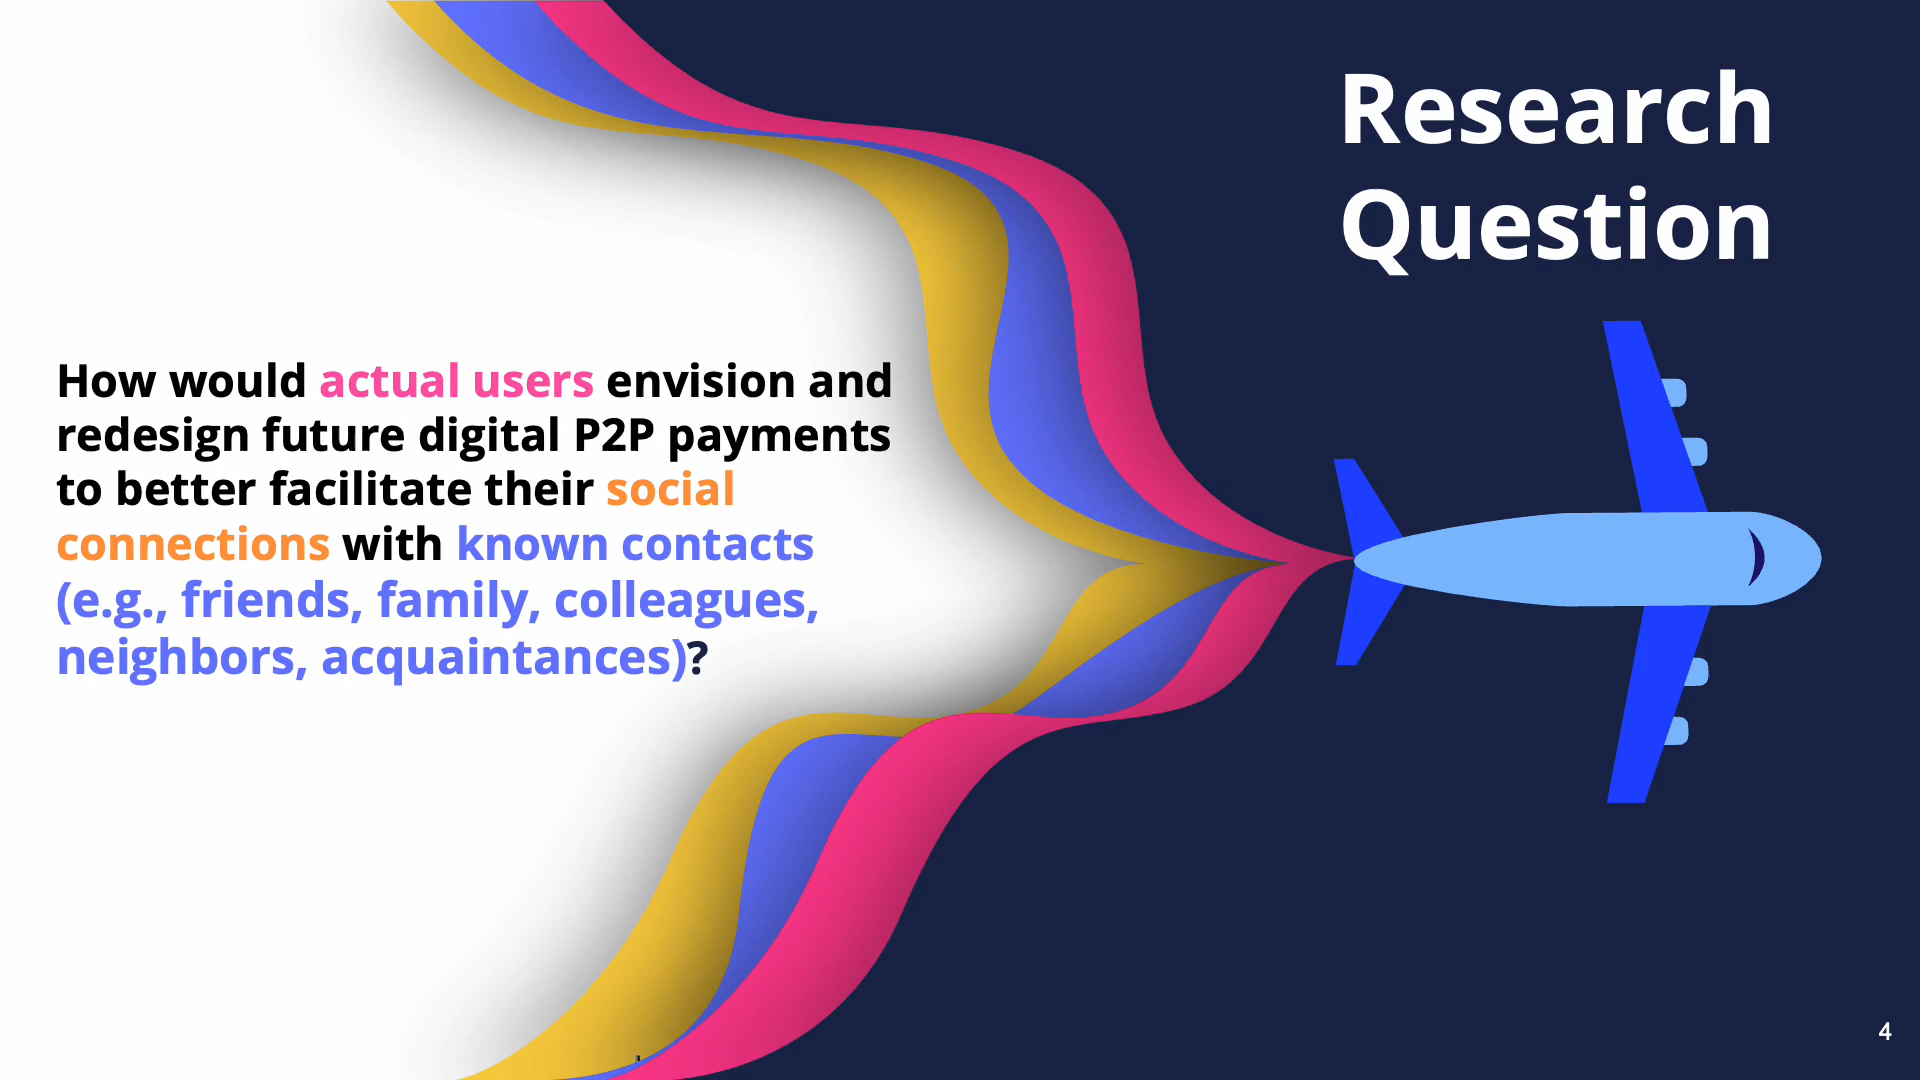 Research
Question
How would actual users envision and
redesign future digital P2P payments
to better facilitate their social
connections with known contacts
(e.g., friends, family, colleagues,
neighbors, acquaintances)?
4